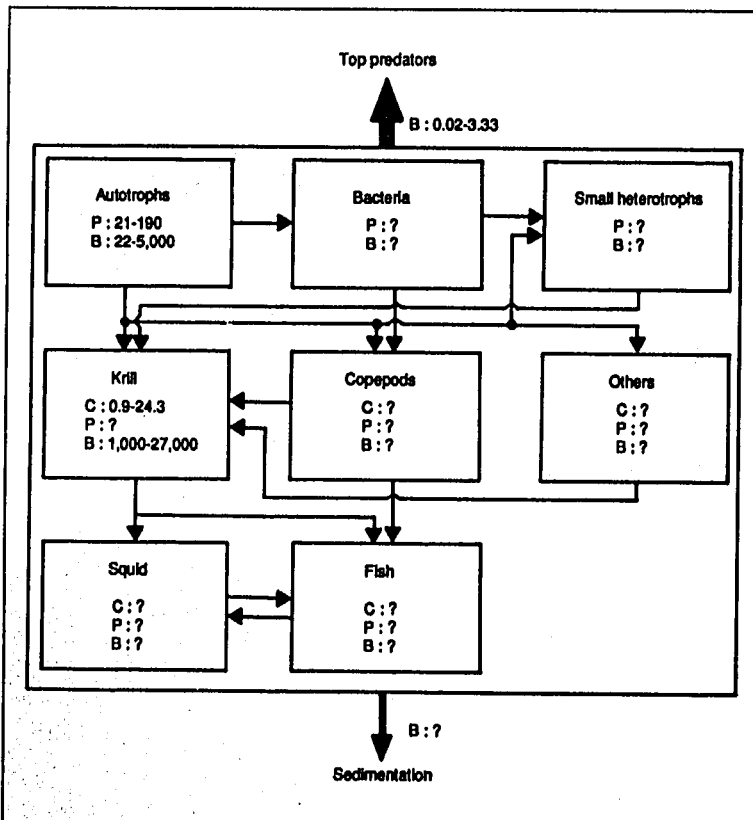 Top predators
B : 0.02-3.33
Autotrophs
P : 21-190
B : 22-5,000
Bacteria
P : ?
B : ?
Small heterotrophs
P : ?
B : ?
Krill
C : 0.9-24.3
P : ?
B : 1,000-27,000
Copepods
C : ?
P : ?
B : ?
Others
C : ?
P : ?
B : ?
Squid
C : ?
P : ?
B : ?
Fish
C : ?
P : ?
B : ?
B : ?
Sedimentation